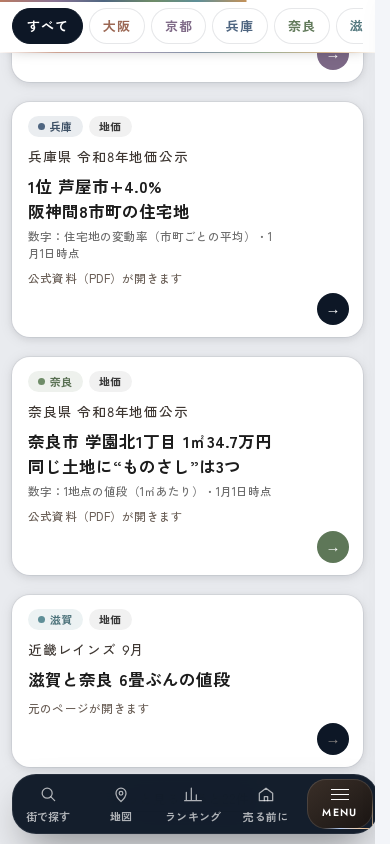 すべて 大阪 京都 兵庫 奈良 滋
→
兵庫 地価
兵庫県 令和8年地価公示
1位 芦屋市+4.0%
阪神間8市町の住宅地
数字：住宅地の変動率（市町ごとの平均）・1
月1日時点
公式資料（PDF）が開きます
→
奈良 地価
奈良県 令和8年地価公示
奈良市 学園北1丁目 1㎡34.7万円
同じ土地に“ものさし”は3つ
数字：1地点の値段（1㎡あたり）・1月1日時点
公式資料（PDF）が開きます
→
滋賀 地価
近畿レインズ 9月
滋賀と奈良 6畳ぶんの値段
元のページが開きます
→
街で探す 地図 ランキング 売る前に MENU